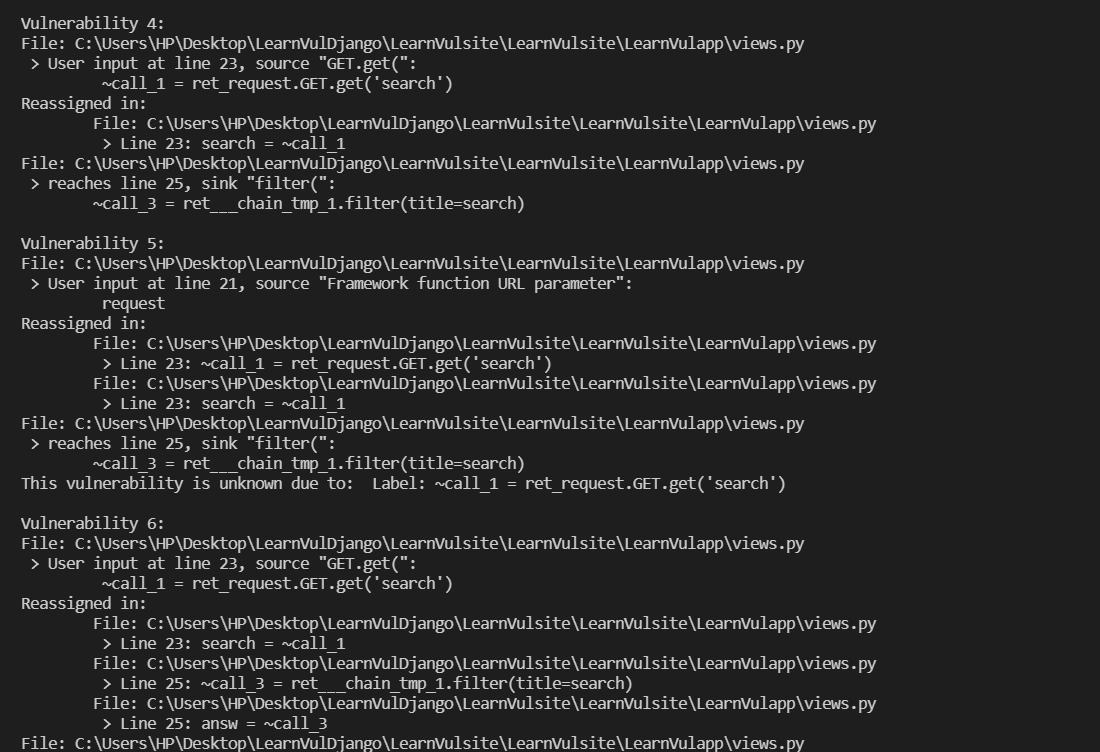 Vulnerability 4:
File: C:\Users\HP\Desktop\LearnVulDjango\LearnVulsite\LearnVulsite\LearnVulapp\views.py
 > User input at line 23, source "GET.get(":
         ~call_1 = ret_request.GET.get('search')
Reassigned in:
        File: C:\Users\HP\Desktop\LearnVulDjango\LearnVulsite\LearnVulsite\LearnVulapp\views.py
         > Line 23: search = ~call_1
File: C:\Users\HP\Desktop\LearnVulDjango\LearnVulsite\LearnVulsite\LearnVulapp\views.py
 > reaches line 25, sink "filter(":
        ~call_3 = ret___chain_tmp_1.filter(title=search)

Vulnerability 5:
File: C:\Users\HP\Desktop\LearnVulDjango\LearnVulsite\LearnVulsite\LearnVulapp\views.py
 > User input at line 21, source "Framework function URL parameter":
         request
Reassigned in:
        File: C:\Users\HP\Desktop\LearnVulDjango\LearnVulsite\LearnVulsite\LearnVulapp\views.py
         > Line 23: ~call_1 = ret_request.GET.get('search')
        File: C:\Users\HP\Desktop\LearnVulDjango\LearnVulsite\LearnVulsite\LearnVulapp\views.py
         > Line 23: search = ~call_1
File: C:\Users\HP\Desktop\LearnVulDjango\LearnVulsite\LearnVulsite\LearnVulapp\views.py
 > reaches line 25, sink "filter(":
        ~call_3 = ret___chain_tmp_1.filter(title=search)
This vulnerability is unknown due to:  Label: ~call_1 = ret_request.GET.get('search')

Vulnerability 6:
File: C:\Users\HP\Desktop\LearnVulDjango\LearnVulsite\LearnVulsite\LearnVulapp\views.py
 > User input at line 23, source "GET.get(":
         ~call_1 = ret_request.GET.get('search')
Reassigned in:
        File: C:\Users\HP\Desktop\LearnVulDjango\LearnVulsite\LearnVulsite\LearnVulapp\views.py
         > Line 23: search = ~call_1
        File: C:\Users\HP\Desktop\LearnVulDjango\LearnVulsite\LearnVulsite\LearnVulapp\views.py
         > Line 25: ~call_3 = ret___chain_tmp_1.filter(title=search)
        File: C:\Users\HP\Desktop\LearnVulDjango\LearnVulsite\LearnVulsite\LearnVulapp\views.py
         > Line 25: answ = ~call_3
File: C:\Users\HP\Desktop\LearnVulDjango\LearnVulsite\LearnVulsite\LearnVulapp\views.py